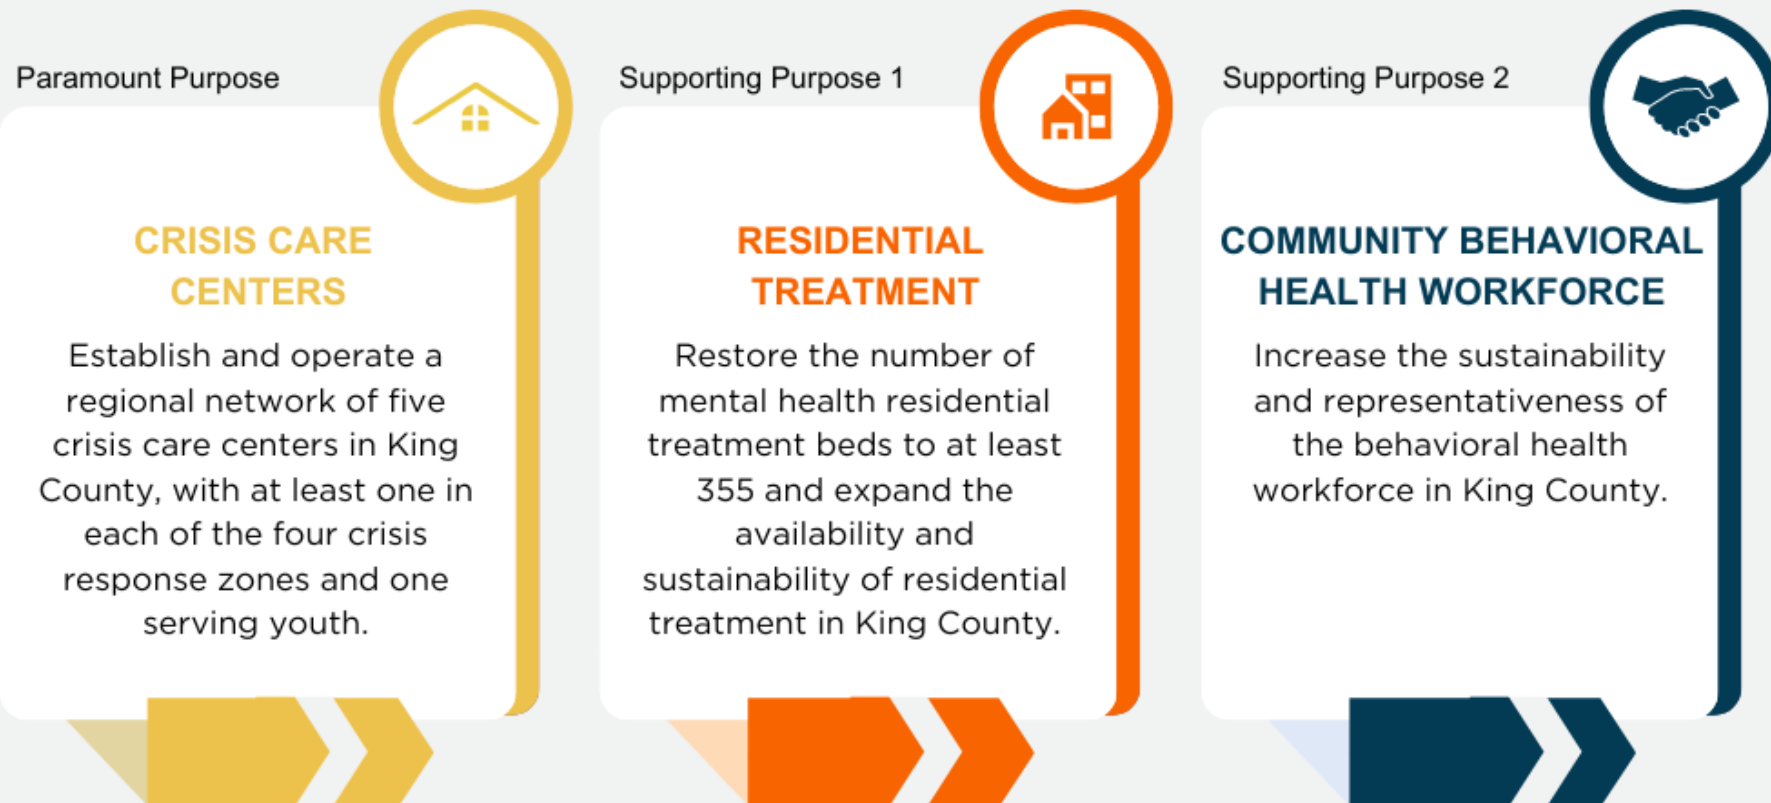 Paramount Purpose
CRISIS CARE
CENTERS
Establish and operate a
regional network of five
crisis care centers in King
County, with at least one in
each of the four crisis
response zones and one
serving youth.
Supporting Purpose 1
RESIDENTIAL
TREATMENT
Restore the number of
mental health residential
treatment beds to at least
355 and expand the
availability and
sustainability of residential
treatment in King County.
Supporting Purpose 2
COMMUNITY BEHAVIORAL
HEALTH WORKFORCE
Increase the sustainability
and representativeness of
the behavioral health
workforce in King County.